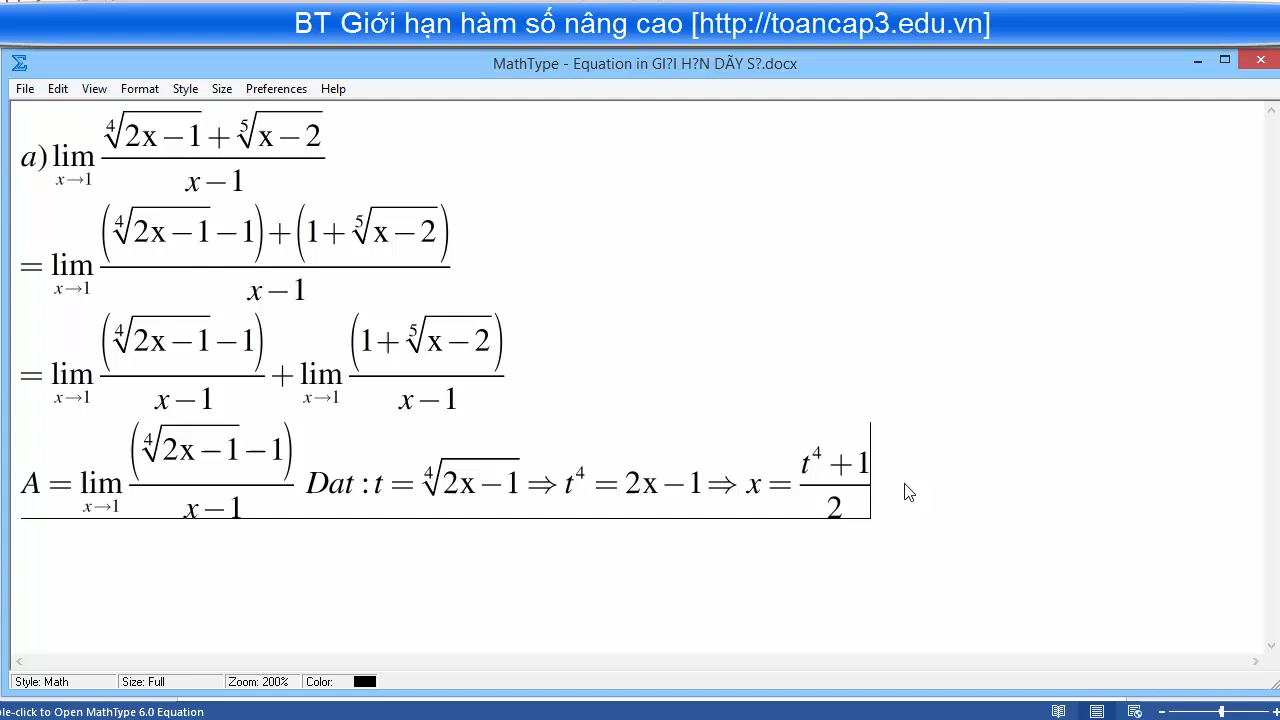 BT Giới hạn hàm số nâng cao [http://toancap3.edu.vn]
MathType - Equation in GI?I H?N DÃY S?.docx
File Edit View Format Style Size Preferences Help
a) lim_{x→1} (⁴√(2x−1) + ⁵√(x−2)) / (x−1)
= lim_{x→1} ((⁴√(2x−1) −1) + (1+ ⁵√(x−2))) / (x−1)
= lim_{x→1} (⁴√(2x−1) −1) / (x−1) + lim_{x→1} (1+ ⁵√(x−2)) / (x−1)
A = lim_{x→1} (⁴√(2x−1) −1) / (x−1) Dat : t = ⁴√(2x−1) ⇒ t⁴ = 2x−1 ⇒ x = (t⁴ +1) / 2
Style: Math Size: Full Zoom: 200% Color:
ble-click to Open MathType 6.0 Equation